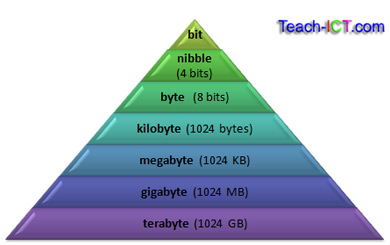 Teach-ICT.com
bit
nibble
(4 bits)
byte (8 bits)
kilobyte (1024 bytes)
megabyte (1024 KB)
gigabyte (1024 MB)
terabyte (1024 GB)